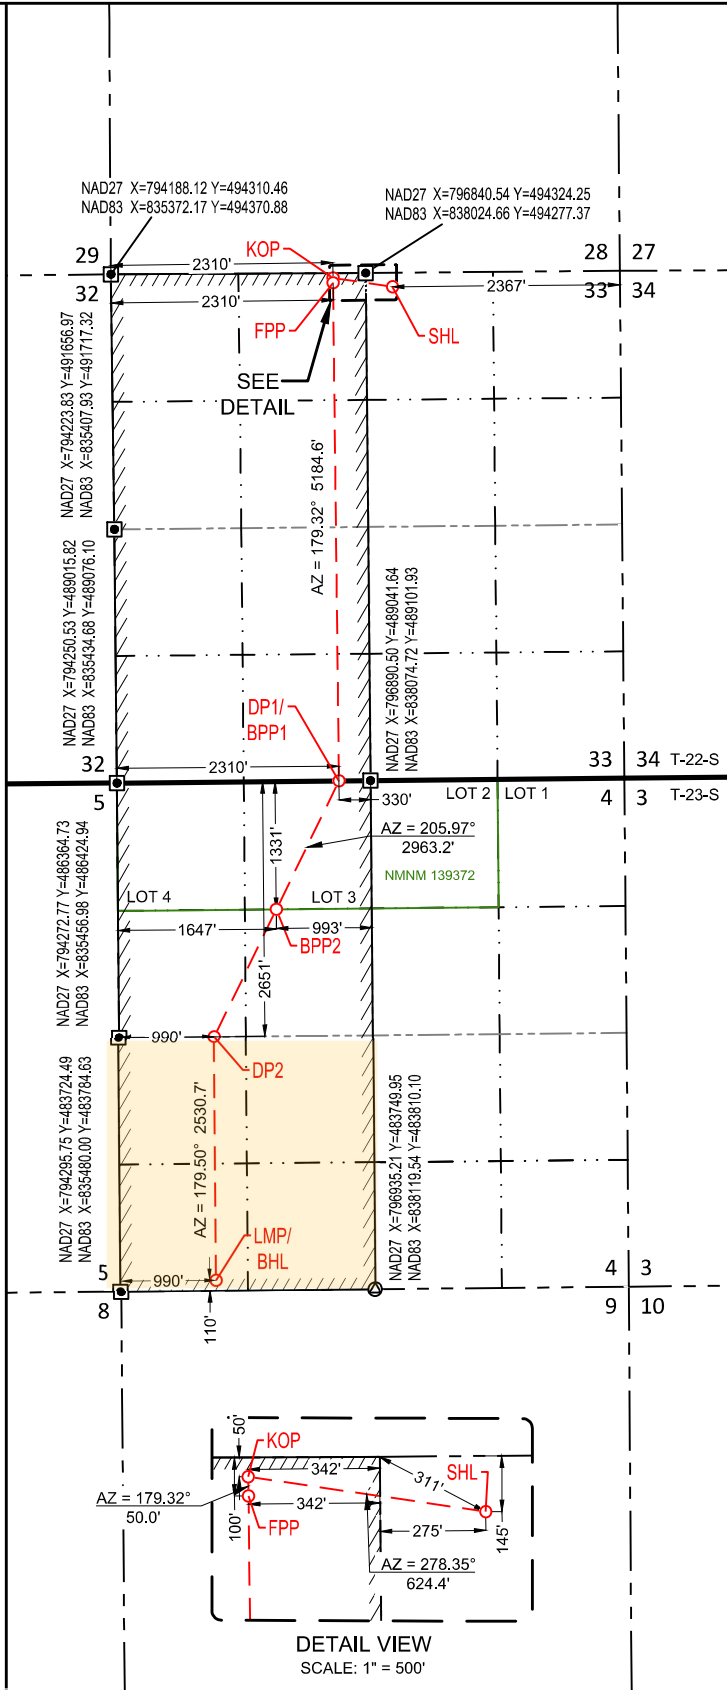 NAD27 X=794188.12 Y=494310.46
NAD83 X=835372.17 Y=494370.88
NAD27 X=796840.54 Y=494324.25
NAD83 X=838024.66 Y=494277.37
29
2310'
KOP
28
27
32
2310'
2367'
33
34
FPP
SHL
SEE
DETAIL
NAD27 X=794223.83 Y=491656.97
NAD83 X=835407.93 Y=491717.32
AZ = 179.32° 5184.6'
NAD27 X=794250.53 Y=489015.82
NAD83 X=835434.68 Y=489076.10
NAD27 X=796890.50 Y=489041.64
NAD83 X=838074.72 Y=489101.93
DP1/
BPP1
32
2310'
33
34
T-22-S
5
330'
LOT 2
LOT 1
4
3
T-23-S
1331'
AZ = 205.97°
2963.2'
NMNM 139372
NAD27 X=794272.77 Y=486364.73
NAD83 X=835456.98 Y=486424.94
LOT 4
LOT 3
1647'
993'
BPP2
2651'
990'
DP2
NAD27 X=794295.75 Y=483724.49
NAD83 X=835480.00 Y=483784.63
AZ = 179.50° 2530.7'
NAD27 X=796935.21 Y=483749.95
NAD83 X=838119.54 Y=483810.10
LMP/
BHL
5
990'
4
3
8
110'
9
10
50'
KOP
342'
311'
SHL
AZ = 179.32°
50.0'
100'
342'
FPP
275'
145'
AZ = 278.35°
624.4'
DETAIL VIEW
SCALE: 1" = 500'